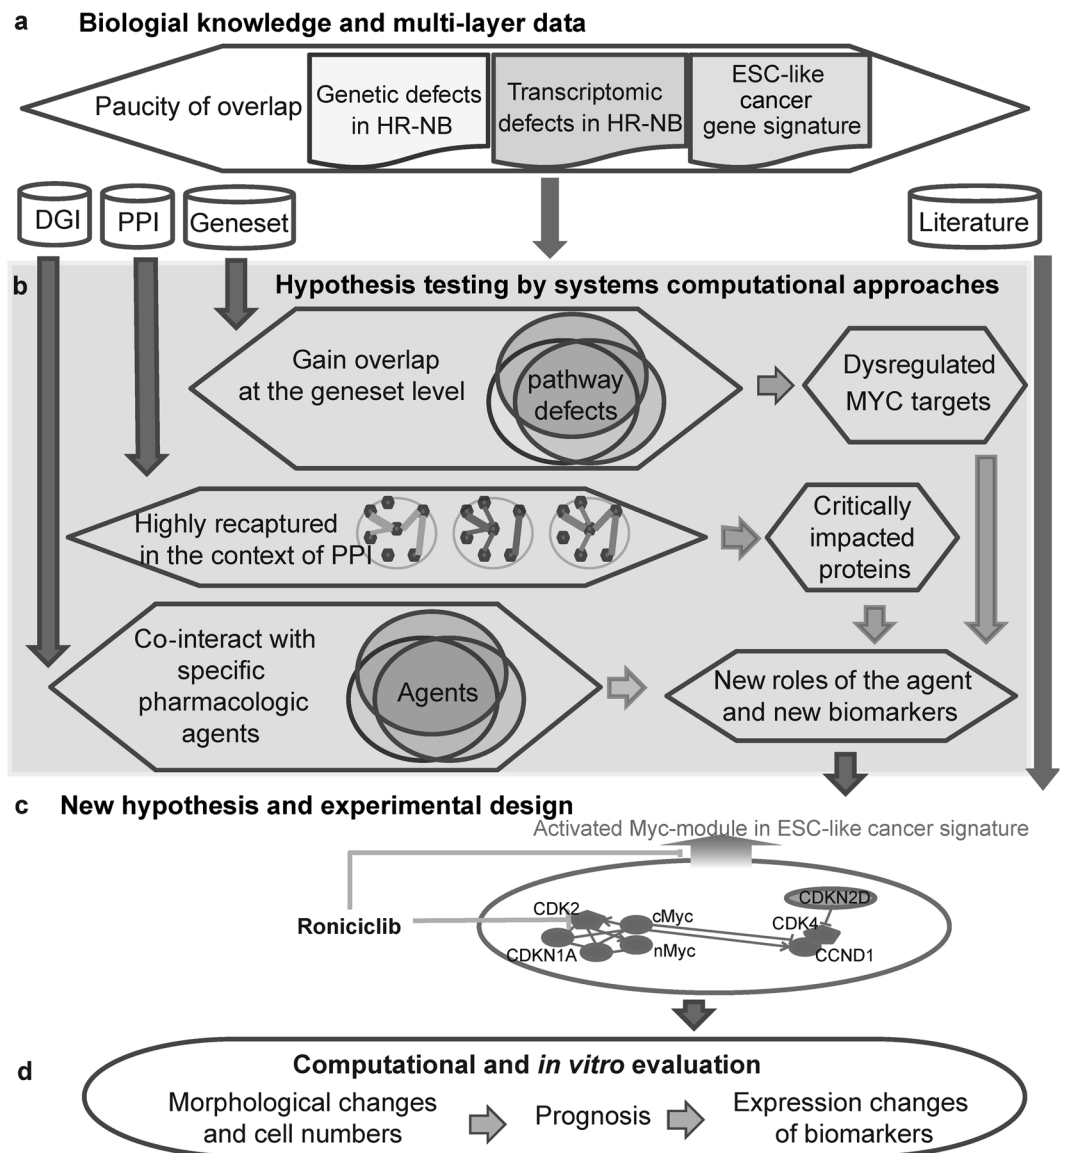 a Biologial knowledge and multi-layer data
Paucity of overlap
Genetic defects
in HR-NB
Transcriptomic
defects in HR-NB
ESC-like
cancer
gene signature
DGI
PPI
Geneset
Literature
b Hypothesis testing by systems computational approaches
Gain overlap
at the geneset level
pathway
defects
Dysregulated
MYC targets
Highly recaptured
in the context of PPI
Critically
impacted
proteins
Co-interact with
specific
pharmacologic
agents
Agents
New roles of the agent
and new biomarkers
c New hypothesis and experimental design
Activated Myc-module in ESC-like cancer signature
Roniciclib
CDK2
cMyc
CDKN1A
nMyc
CDKN2D
CDK4
CCND1
d Computational and in vitro evaluation
Morphological changes
and cell numbers
Prognosis
Expression changes
of biomarkers